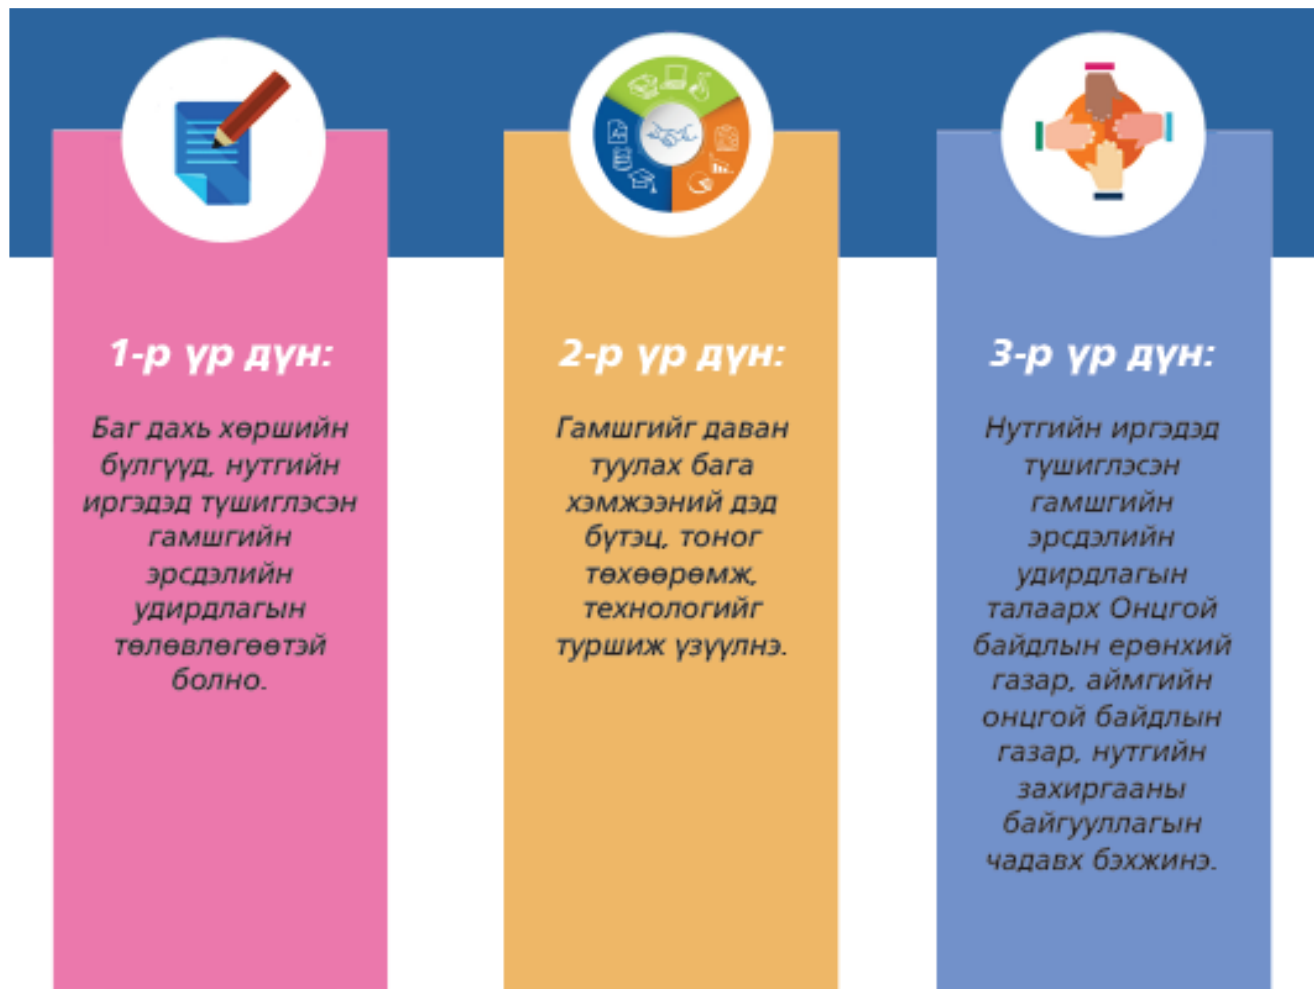 1-р үр дүн:
Баг дахь хөршийн
бүлгүүд, нутгийн
иргэдэд түшиглэсэн
гамшгийн
эрсдэлийн
удирдлагын
төлөвлөгөөтэй
болно.
2-р үр дүн:
Гамшгийг даван
туулах бага
хэмжээний дэд
бүтэц, тоног
төхөөрөмж,
технологийг
туршиж үзүүлнэ.
3-р үр дүн:
Нутгийн иргэдэд
түшиглэсэн
гамшгийн
эрсдэлийн
удирдлагын
талаарх Онцгой
байдлын ерөнхий
газар, аймгийн
онцгой байдлын
газар, нутгийн
захиргааны
байгууллагын
чадавх бэхжинэ.